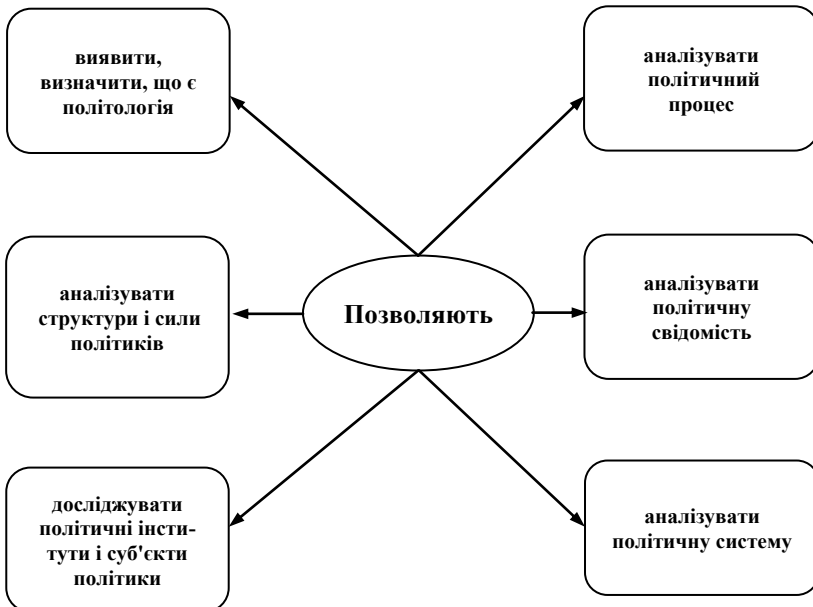 виявити,
визначити, що є
політологія
аналізувати
політичний
процес
аналізувати
структури і сили
політиків
Позволяють
аналізувати
політичну
свідомість
досліджувати
політичні інсти-
тути і суб'єкти
політики
аналізувати
політичну систему